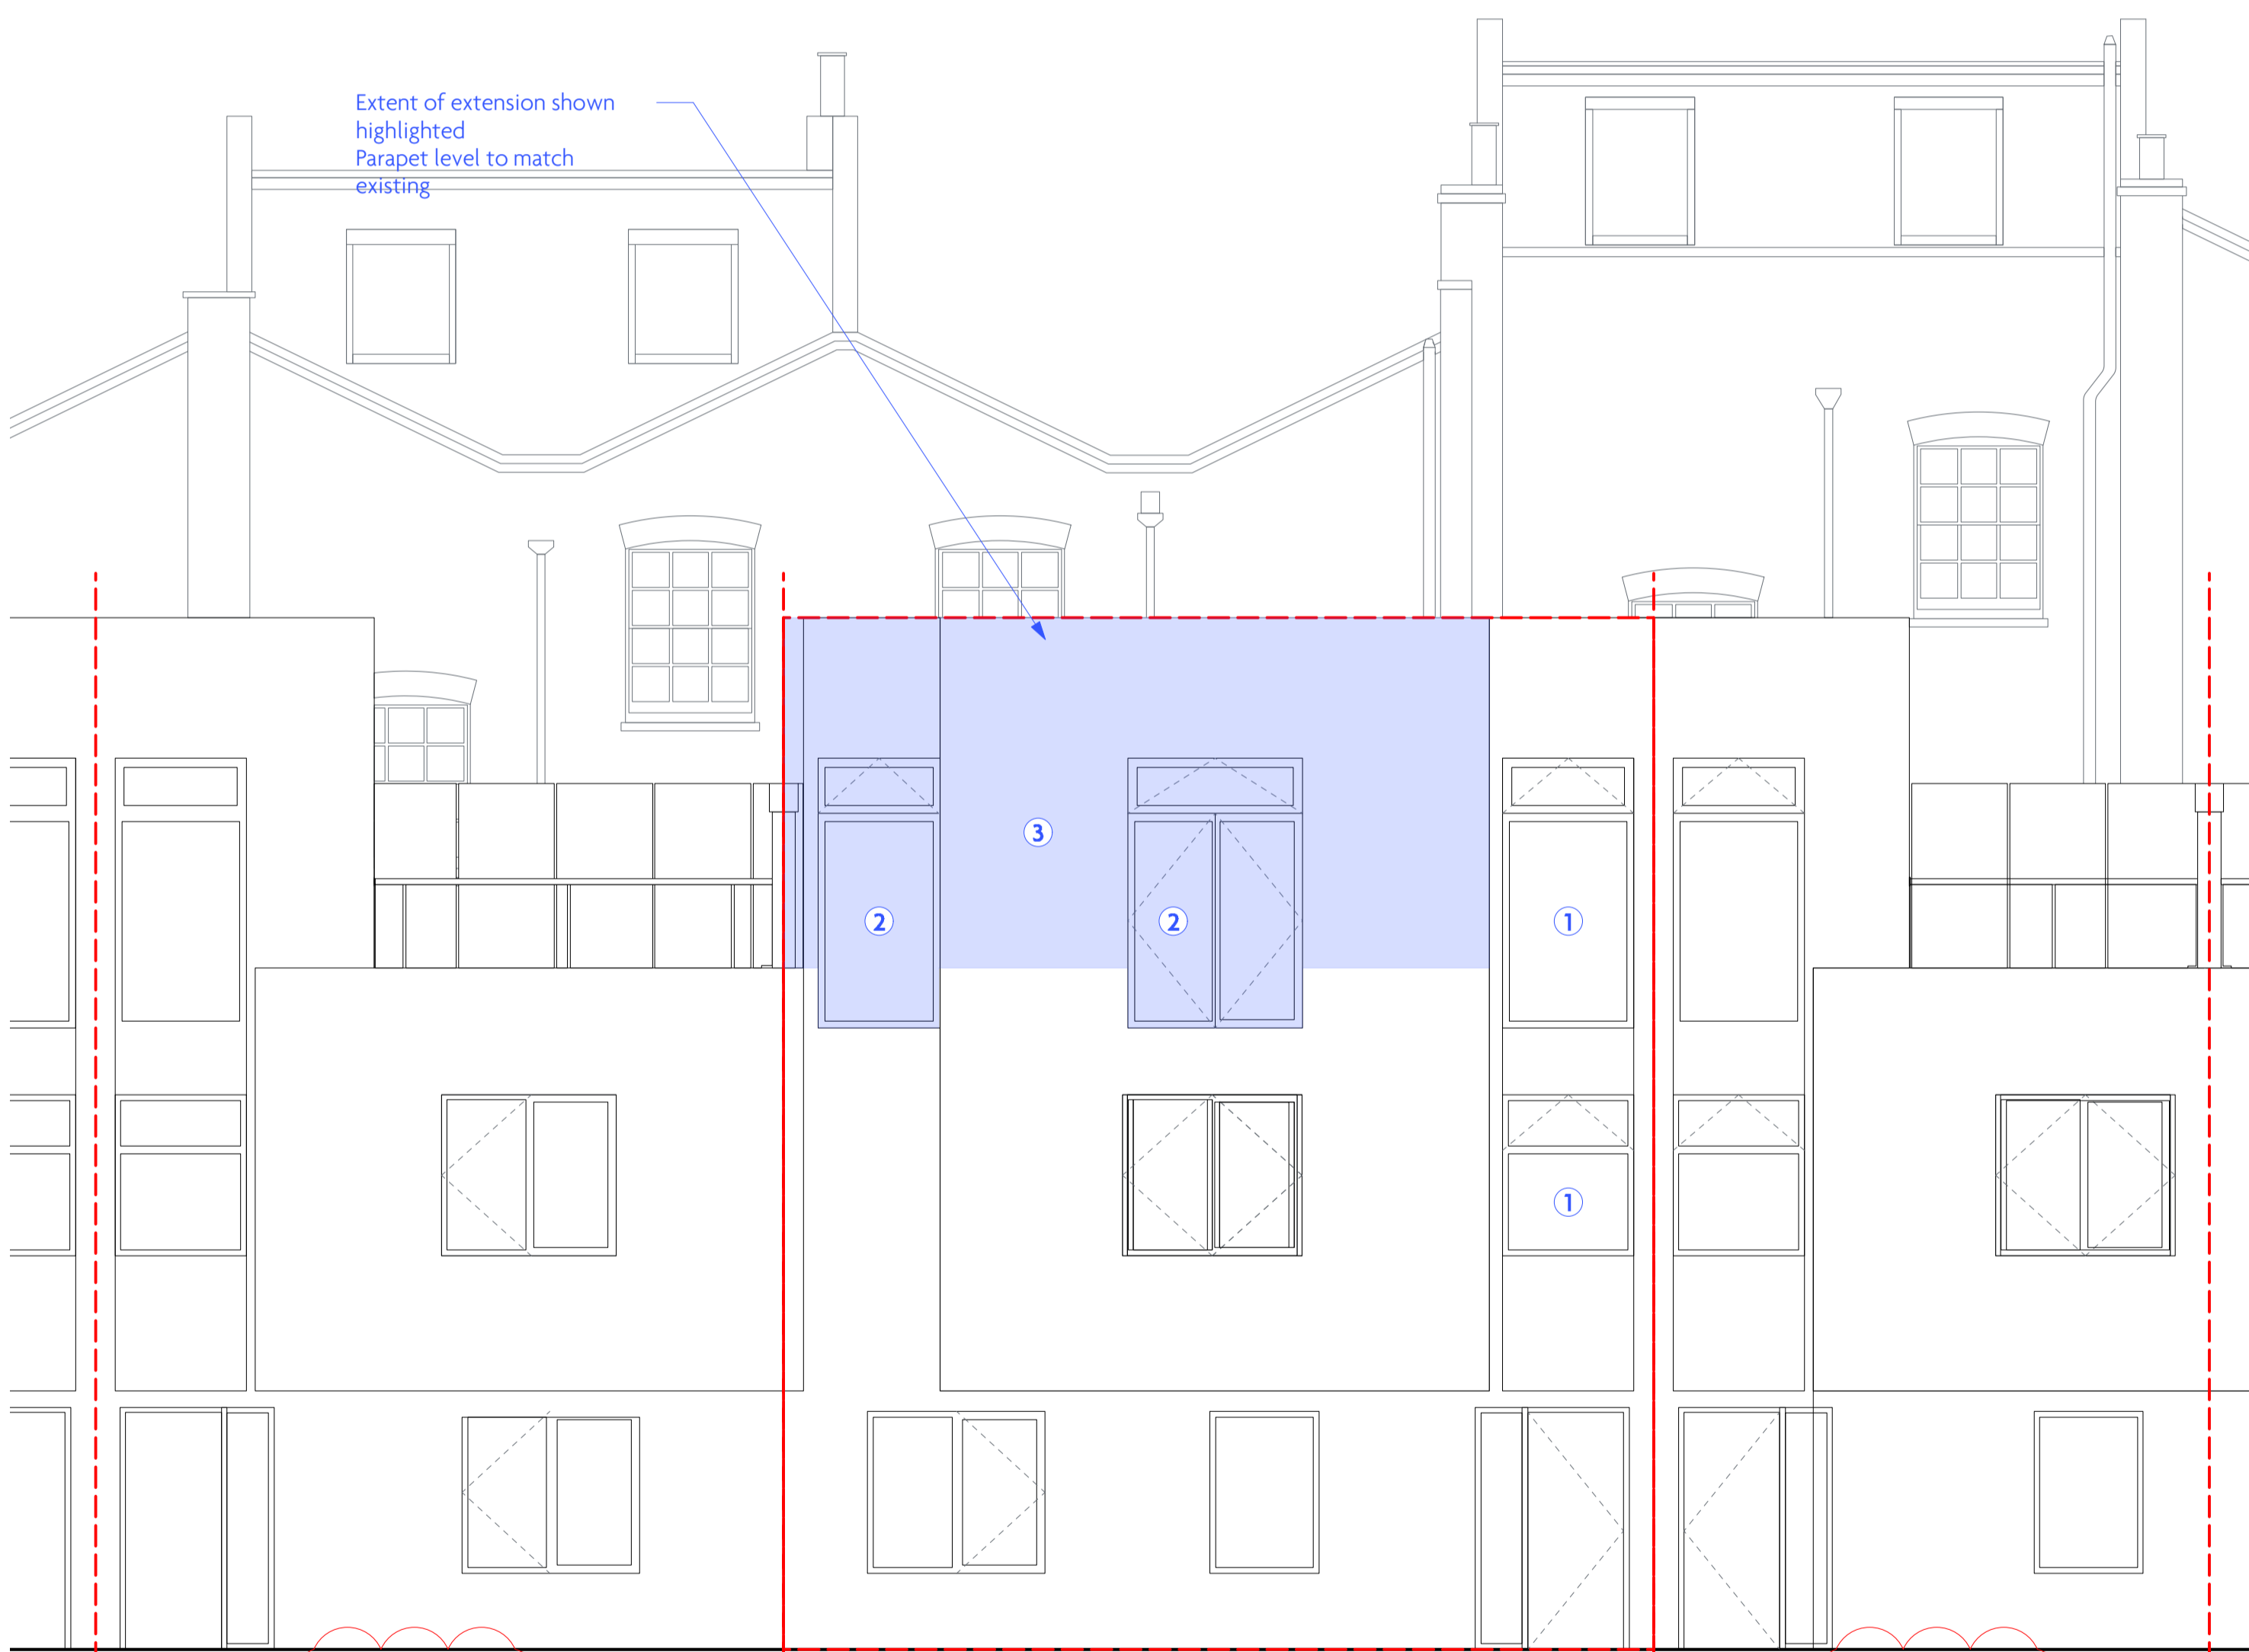 Extent of extension shown
highlighted
Parapet level to match
existing
3
2
2
1
1